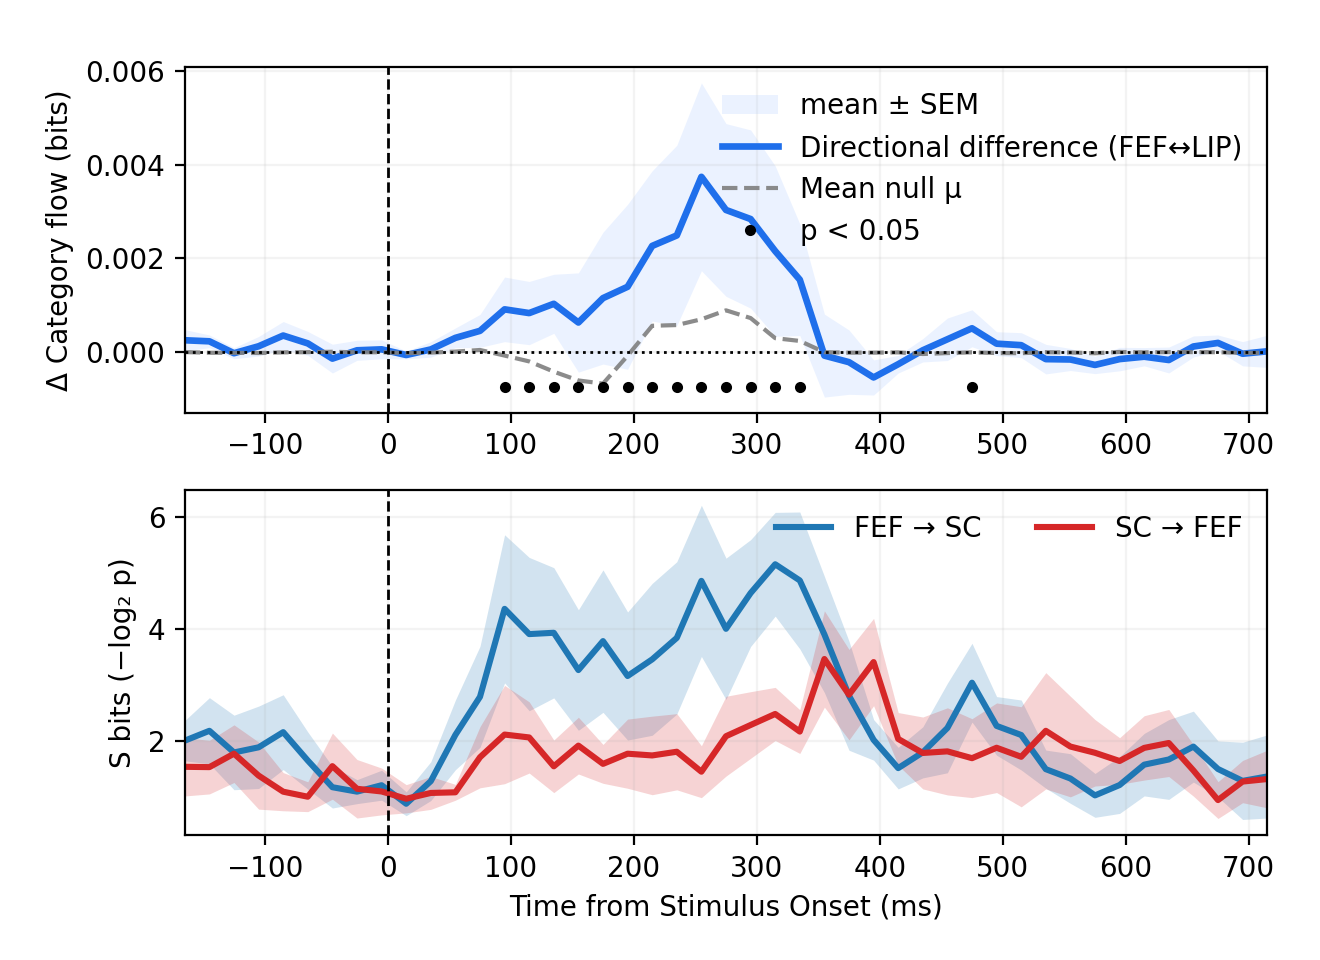 0.006
0.004
0.002
0.000
Δ Category flow (bits)
mean ± SEM
Directional difference (FEF↔LIP)
Mean null μ
p < 0.05
−100 0 100 200 300 400 500 600 700
6
4
2
S bits (−log₂ p)
FEF → SC SC → FEF
−100 0 100 200 300 400 500 600 700
Time from Stimulus Onset (ms)